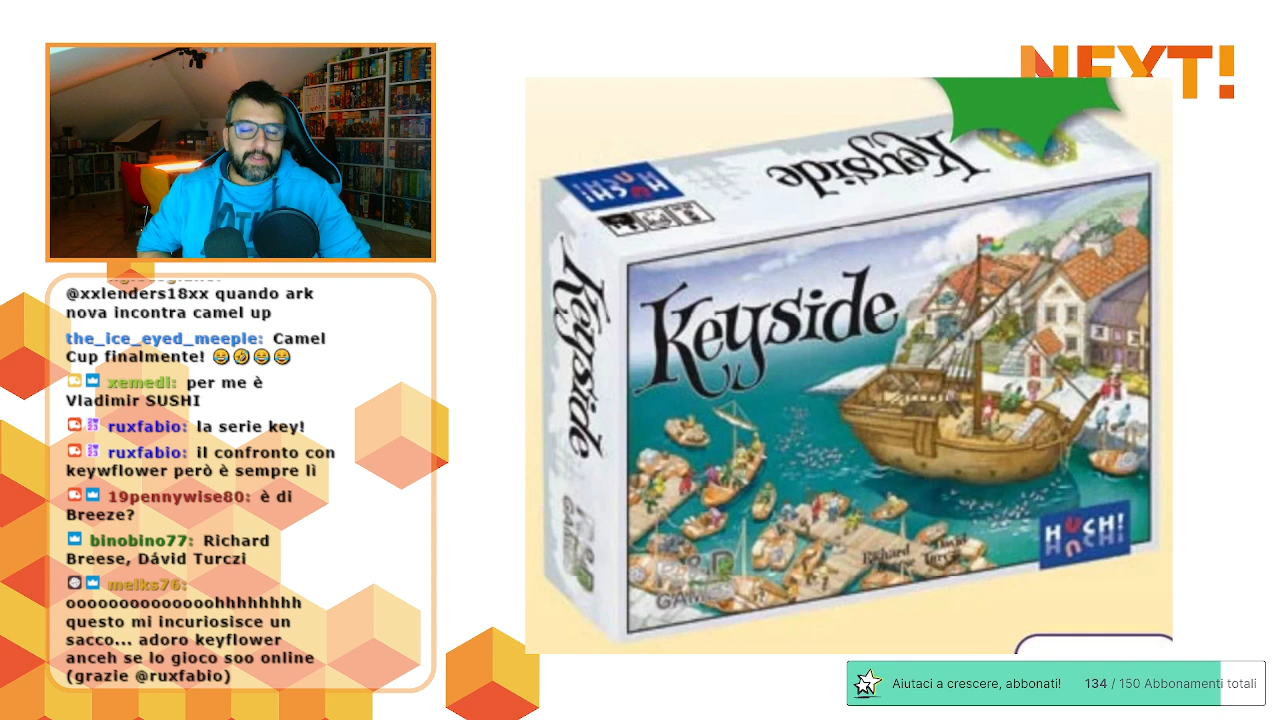 NEXT!
@xxlenders18xx quando ark
nova incontra camel up
the_ice_eyed_meeple: Camel
Cup finalmente! 😂🤣😂😂
xemedi: per me è
Vladimir SUSHI
ruxfabio: la serie key!
ruxfabio: il confronto con
keywflower però è sempre lì
19pennywise80: è di
Breeze?
binobino77: Richard
Breese, Dávid Turczi
melks76:
oooooooooooooohhhhhhhh
questo mi incuriosisce un
sacco... adoro keyflower
anceh se lo gioco soo online
(grazie @ruxfabio)
HUCH!
Keyside
Keyside
Keyside
Richard
David
HUCH!
GAMES
Aiutaci a crescere, abbonati! 134 / 150 Abbonamenti totali